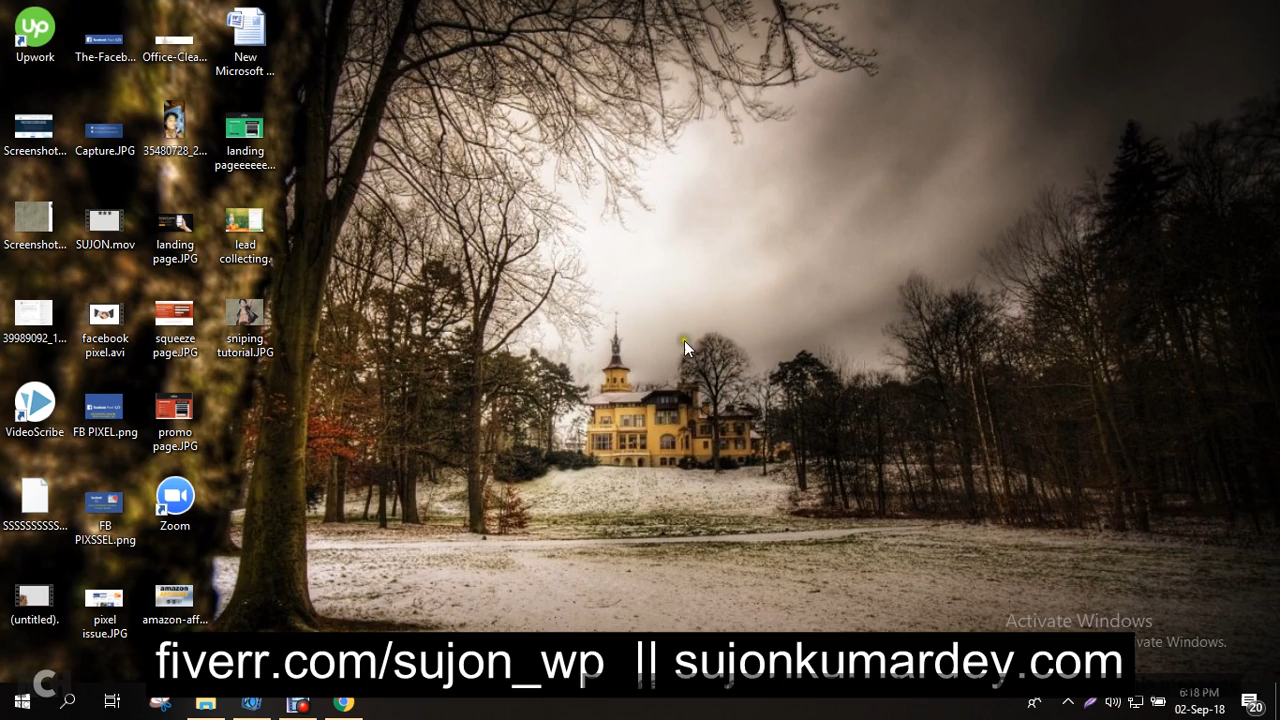 Up
Upwork
The-Faceb...
Office-Clea...
New
Microsoft ...
Screenshot...
Capture.JPG
35480728_2...
landing
pageeeeee...
Screenshot...
SUJON.mov
landing
page.JPG
lead
collecting.
39989092_1...
facebook
pixel.avi
squeeze
page.JPG
sniping
tutorial.JPG
VideoScribe
FB PIXEL.png
promo
page.JPG
SSSSSSSSSS...
FB
PIXSSEL.png
Zoom
(untitled).
pixel
issue.JPG
amazon-aff...
Activate Windows
vate Windows.
fiverr.com/sujon_wp || sujonkumardey.com
6:18 PM
02-Sep-18
20